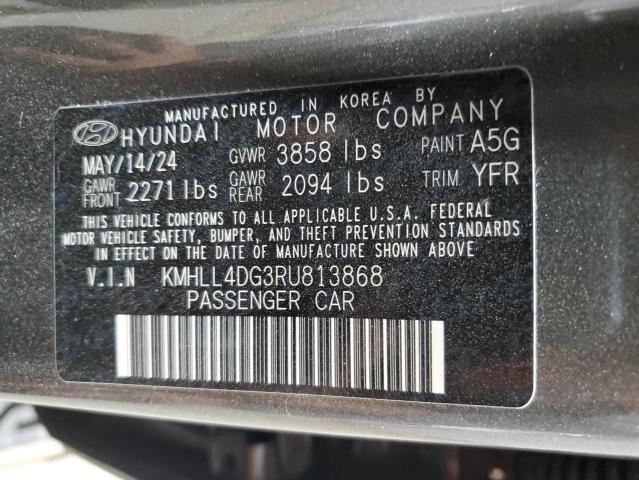 MANUFACTURED IN KOREA BY
HYUNDAI MOTOR COMPANY
MAY/14/24 GVWR 3858 lbs PAINT A5G
GAWR FRONT 2271 lbs GAWR REAR 2094 lbs TRIM YFR
THIS VEHICLE CONFORMS TO ALL APPLICABLE U.S.A. FEDERAL
MOTOR VEHICLE SAFETY, BUMPER, AND THEFT PREVENTION STANDARDS
IN EFFECT ON THE DATE OF MANUFACTURE SHOWN ABOVE
V.I.N KMHLL4DG3RU813868
PASSENGER CAR